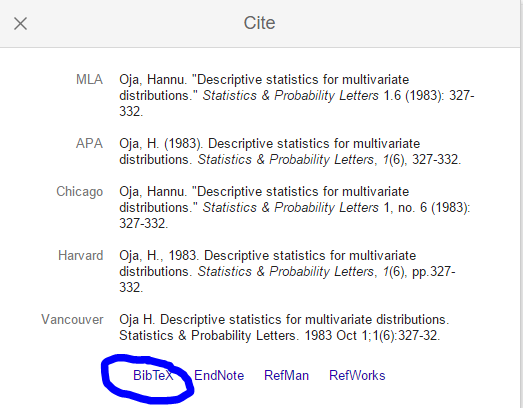 Cite
MLA Oja, Hannu. "Descriptive statistics for multivariate
distributions." Statistics & Probability Letters 1.6 (1983): 327-
332.
APA Oja, H. (1983). Descriptive statistics for multivariate
distributions. Statistics & Probability Letters, 1(6), 327-332.
Chicago Oja, Hannu. "Descriptive statistics for multivariate
distributions." Statistics & Probability Letters 1, no. 6 (1983):
327-332.
Harvard Oja, H., 1983. Descriptive statistics for multivariate
distributions. Statistics & Probability Letters, 1(6), pp.327-
332.
Vancouver Oja H. Descriptive statistics for multivariate distributions.
Statistics & Probability Letters. 1983 Oct 1;1(6):327-32.
BibTeX EndNote RefMan RefWorks